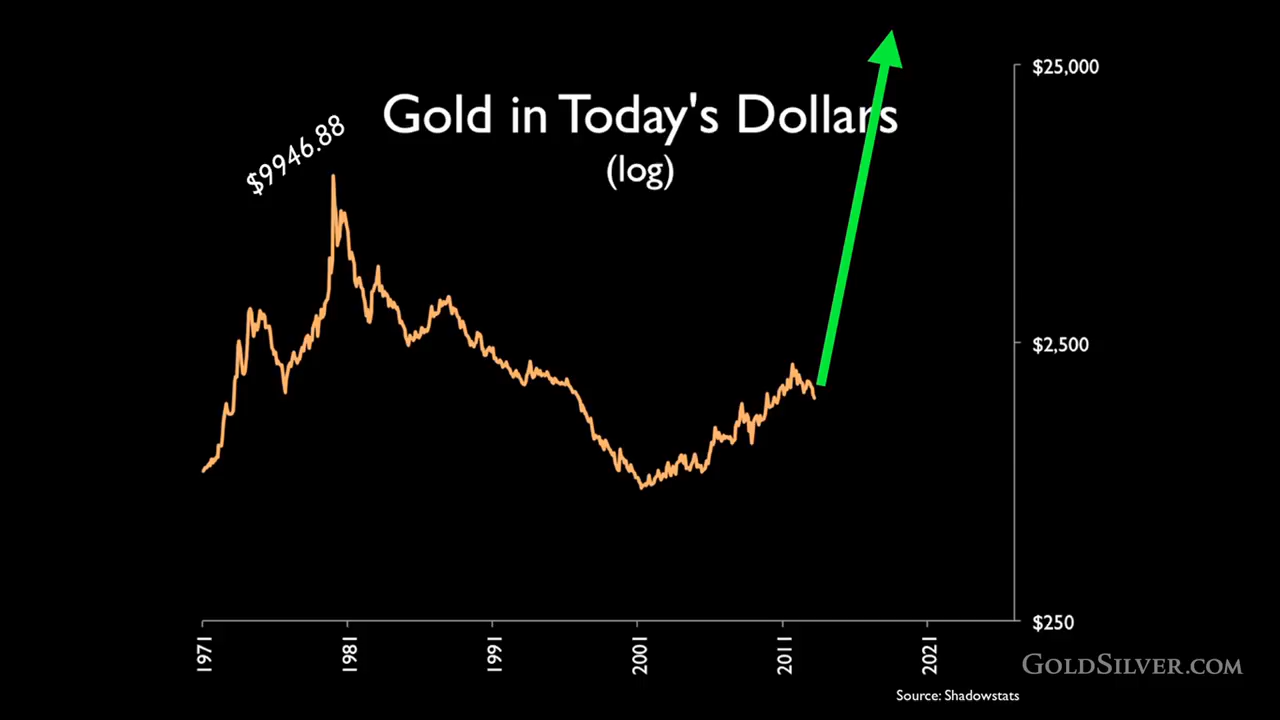 Gold in Today's Dollars
(log)
$9946.88
$25,000
$2,500
$250
1971
1981
1991
2001
2011
2021
GOLDSILVER.COM
Source: Shadowstats